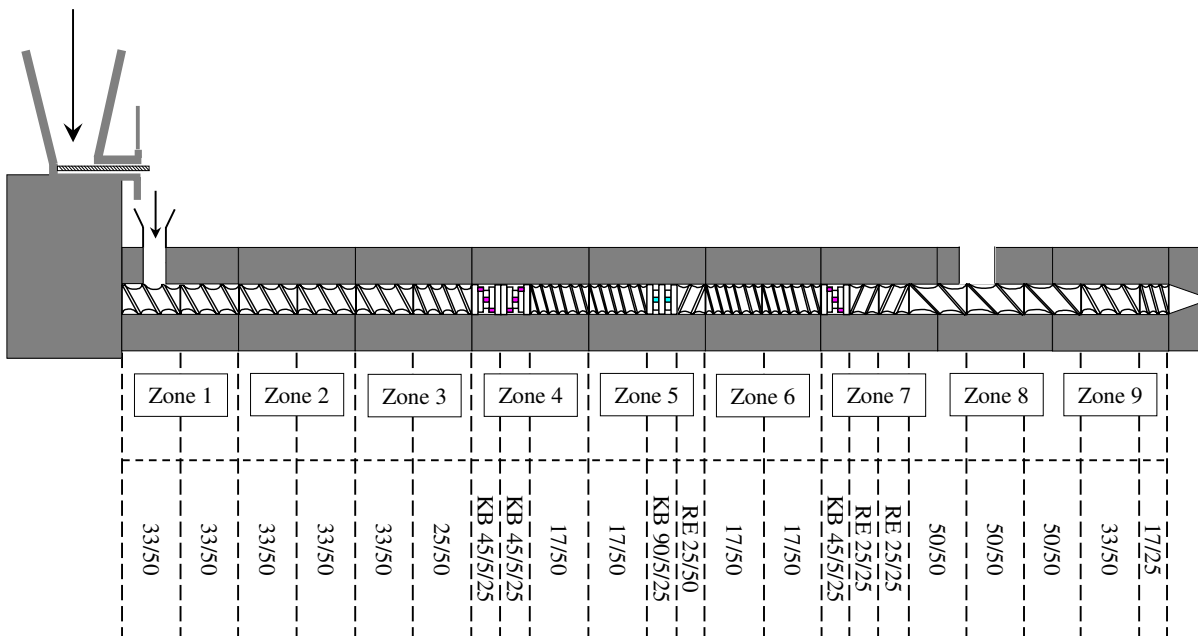 Zone 1
Zone 2
Zone 3
Zone 4
Zone 5
Zone 6
Zone 7
Zone 8
Zone 9
33/50
33/50
33/50
33/50
33/50
25/50
KB 45/5/25
KB 45/5/25
17/50
17/50
KB 90/5/25
RE 25/50
17/50
17/50
KB 45/5/25
RE 25/25
RE 25/25
50/50
50/50
50/50
33/50
17/25